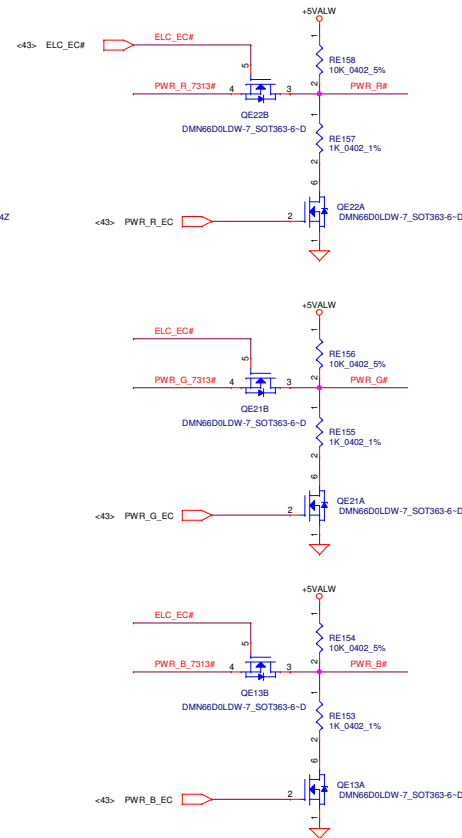 +5VALW
1
<43> ELC_EC#
ELC_EC#
5
RE158
10K_0402_5%
2
PWR_R_7313#
4
3
PWR_R#
QE22B
DMN66D0LDW-7_SOT363-6~D
1
RE157
1K_0402_1%
2
6
QE22A
DMN66D0LDW-7_SOT363-6~D
4Z
<43> PWR_R_EC
2
1
+5VALW
1
ELC_EC#
5
RE156
10K_0402_5%
2
PWR_G_7313#
4
3
PWR_G#
QE21B
DMN66D0LDW-7_SOT363-6~D
1
RE155
1K_0402_1%
2
6
QE21A
DMN66D0LDW-7_SOT363-6~D
<43> PWR_G_EC
2
1
+5VALW
1
ELC_EC#
5
RE154
10K_0402_5%
2
PWR_B_7313#
4
3
PWR_B#
QE13B
DMN66D0LDW-7_SOT363-6~D
1
RE153
1K_0402_1%
2
6
QE13A
DMN66D0LDW-7_SOT363-6~D
<43> PWR_B_EC
2
1